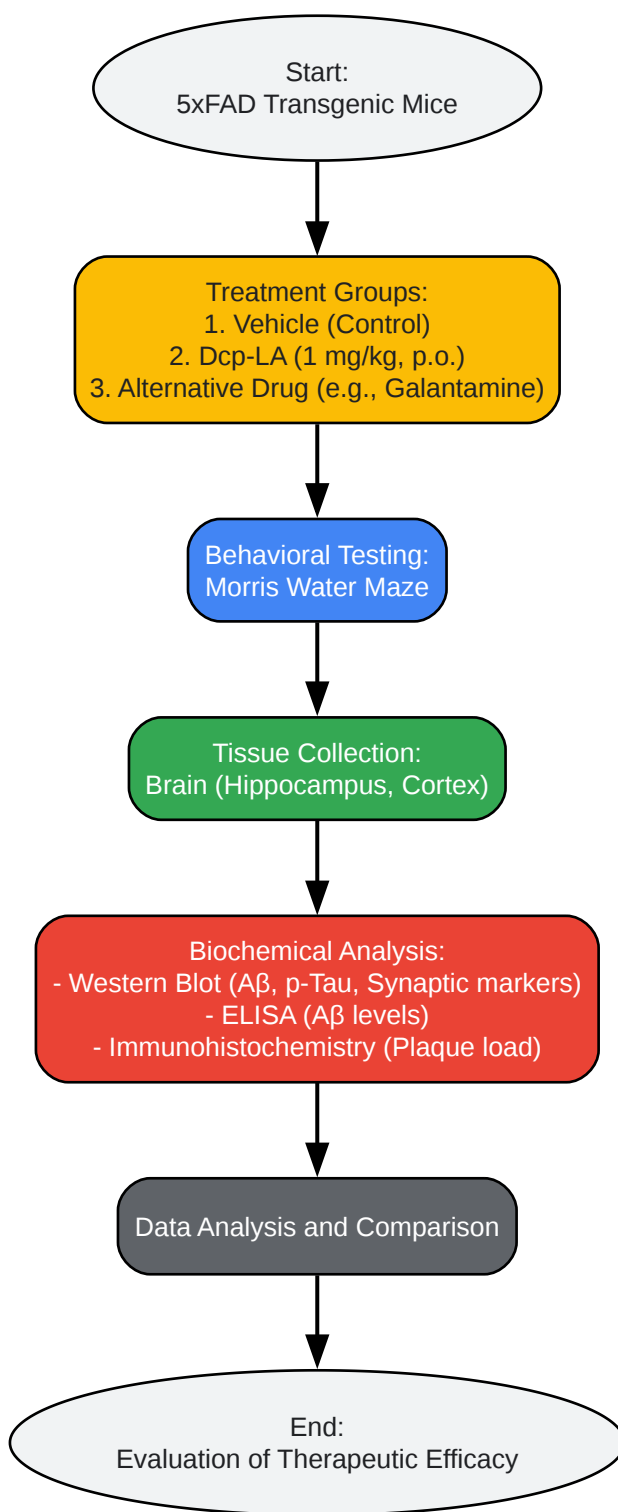 Start:
5xFAD Transgenic Mice
Treatment Groups:
1. Vehicle (Control)
2. Dcp-LA (1 mg/kg, p.o.)
3. Alternative Drug (e.g., Galantamine)
Behavioral Testing:
Morris Water Maze
Tissue Collection:
Brain (Hippocampus, Cortex)
Biochemical Analysis:
- Western Blot (Aβ, p-Tau, Synaptic markers)
- ELISA (Aβ levels)
- Immunohistochemistry (Plaque load)
Data Analysis and Comparison
End:
Evaluation of Therapeutic Efficacy